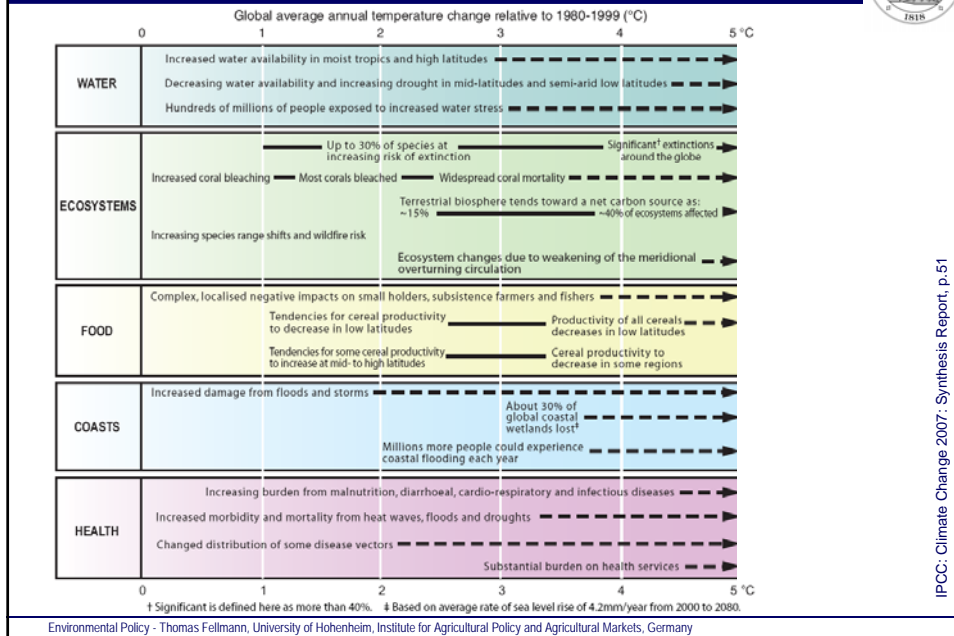 1818
Global average annual temperature change relative to 1980-1999 (°C)
0 1 2 3 4 5 °C
WATER
Increased water availability in moist tropics and high latitudes
Decreasing water availability and increasing drought in mid-latitudes and semi-arid low latitudes
Hundreds of millions of people exposed to increased water stress
ECOSYSTEMS
Up to 30% of species at
increasing risk of extinction
Significant† extinctions
around the globe
Increased coral bleaching Most corals bleached Widespread coral mortality
Terrestrial biosphere tends toward a net carbon source as:
~15% ~40% of ecosystems affected
Increasing species range shifts and wildfire risk
Ecosystem changes due to weakening of the meridional
overturning circulation
FOOD
Complex, localised negative impacts on small holders, subsistence farmers and fishers
Tendencies for cereal productivity
to decrease in low latitudes
Productivity of all cereals
decreases in low latitudes
Tendencies for some cereal productivity
to increase at mid- to high latitudes
Cereal productivity to
decrease in some regions
COASTS
Increased damage from floods and storms
About 30% of
global coastal
wetlands lost‡
Millions more people could experience
coastal flooding each year
HEALTH
Increasing burden from malnutrition, diarrhoeal, cardio-respiratory and infectious diseases
Increased morbidity and mortality from heat waves, floods and droughts
Changed distribution of some disease vectors
Substantial burden on health services
0 1 2 3 4 5 °C
† Significant is defined here as more than 40%. ‡ Based on average rate of sea level rise of 4.2mm/year from 2000 to 2080.
IPCC: Climate Change 2007: Synthesis Report, p.51
Environmental Policy - Thomas Fellmann, University of Hohenheim, Institute for Agricultural Policy and Agricultural Markets, Germany